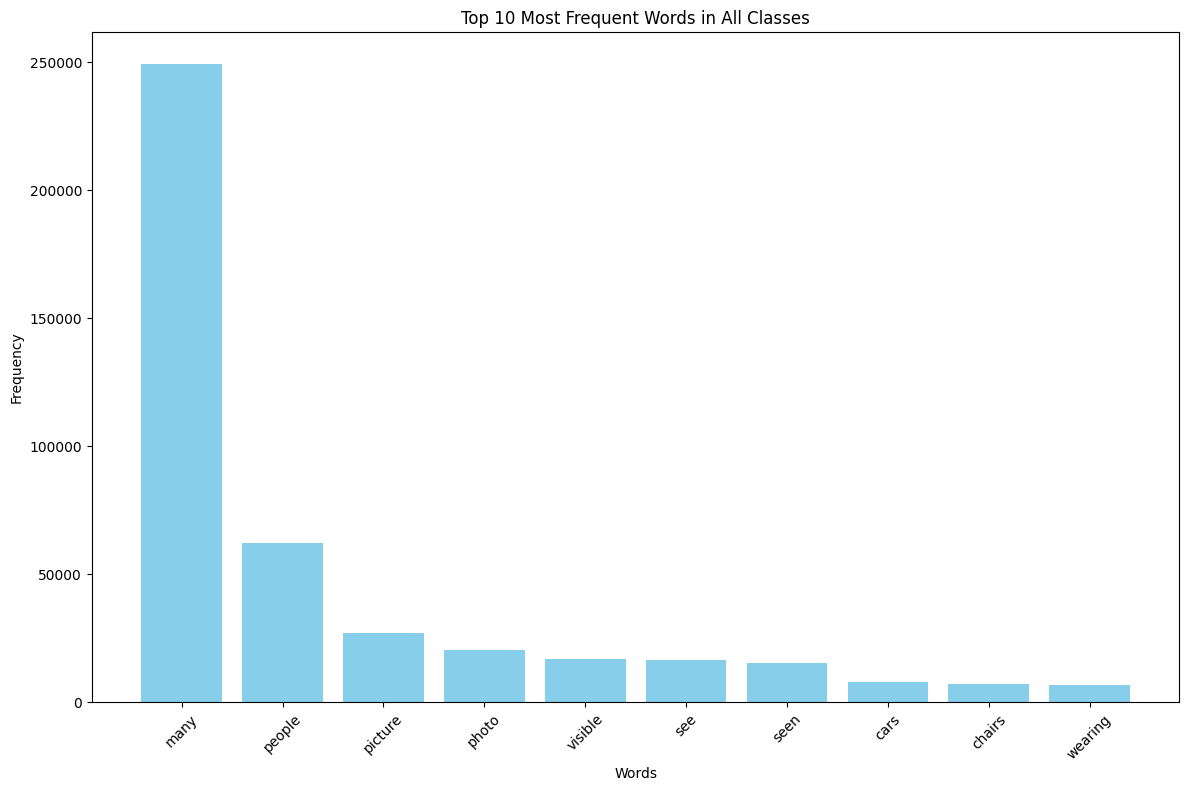 Top 10 Most Frequent Words in All Classes
250000
200000
150000
100000
50000
0
Frequency
many people picture photo visible see seen cars chairs wearing
Words